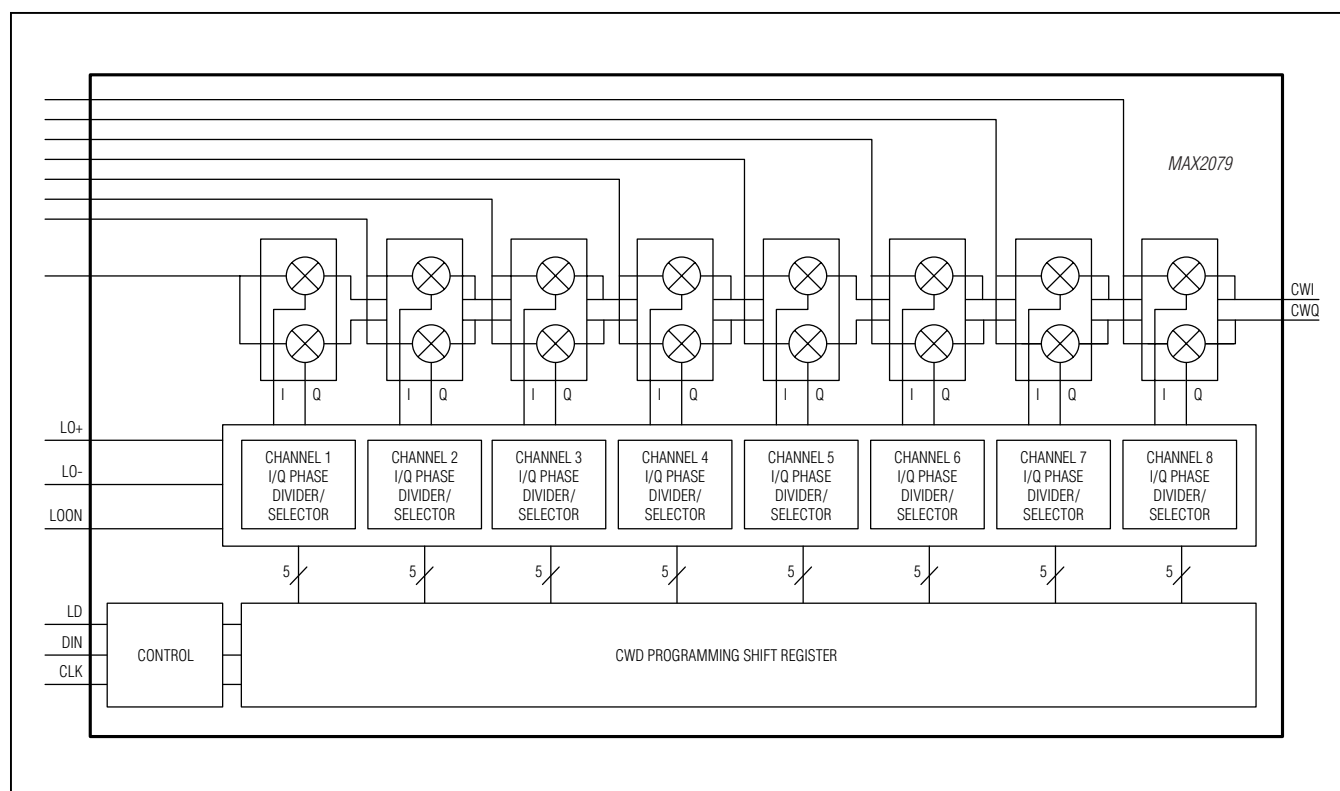 MAX2079
CWI
CWQ
I Q I Q I Q I Q I Q I Q I Q I Q
LO+
LO-
LOON
CHANNEL 1
I/Q PHASE
DIVIDER/
SELECTOR
CHANNEL 2
I/Q PHASE
DIVIDER/
SELECTOR
CHANNEL 3
I/Q PHASE
DIVIDER/
SELECTOR
CHANNEL 4
I/Q PHASE
DIVIDER/
SELECTOR
CHANNEL 5
I/Q PHASE
DIVIDER/
SELECTOR
CHANNEL 6
I/Q PHASE
DIVIDER/
SELECTOR
CHANNEL 7
I/Q PHASE
DIVIDER/
SELECTOR
CHANNEL 8
I/Q PHASE
DIVIDER/
SELECTOR
5 5 5 5 5 5 5 5
LD
DIN
CLK
CONTROL
CWD PROGRAMMING SHIFT REGISTER